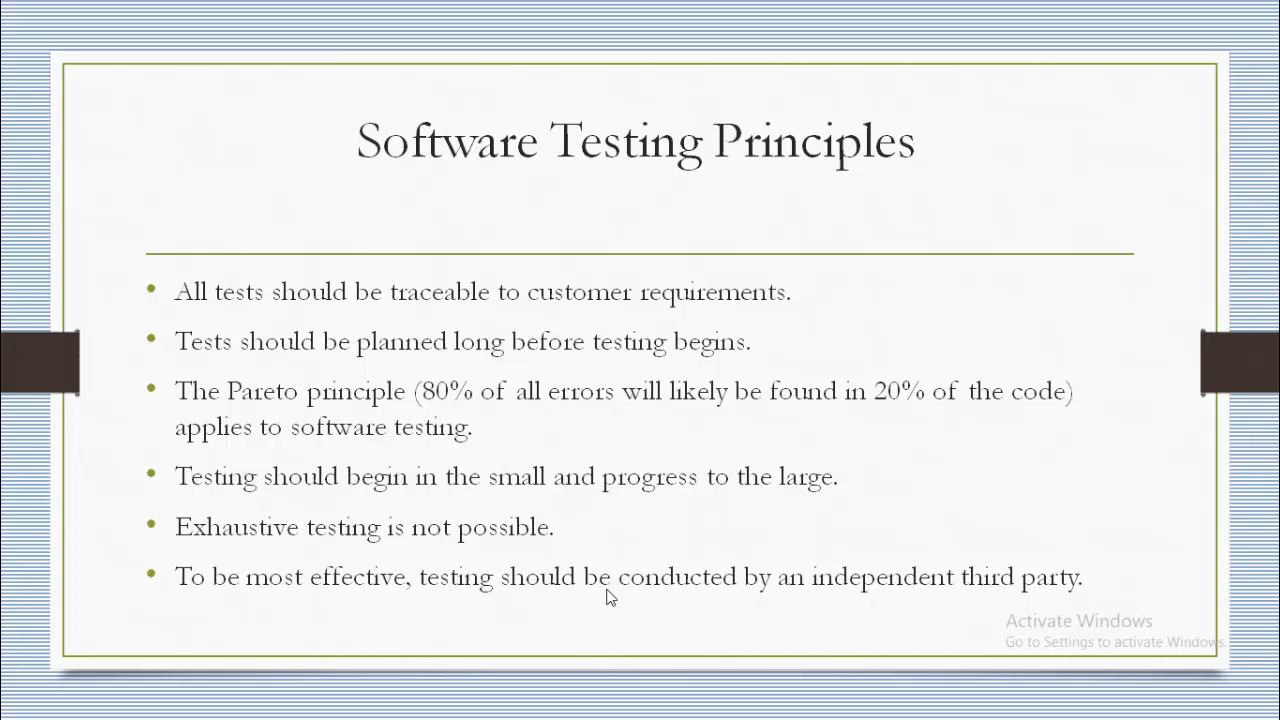 Software Testing Principles
• All tests should be traceable to customer requirements.
• Tests should be planned long before testing begins.
• The Pareto principle (80% of all errors will likely be found in 20% of the code)
applies to software testing.
• Testing should begin in the small and progress to the large.
• Exhaustive testing is not possible.
• To be most effective, testing should be conducted by an independent third party.
Activate Windows
Go to Settings to activate Windows.